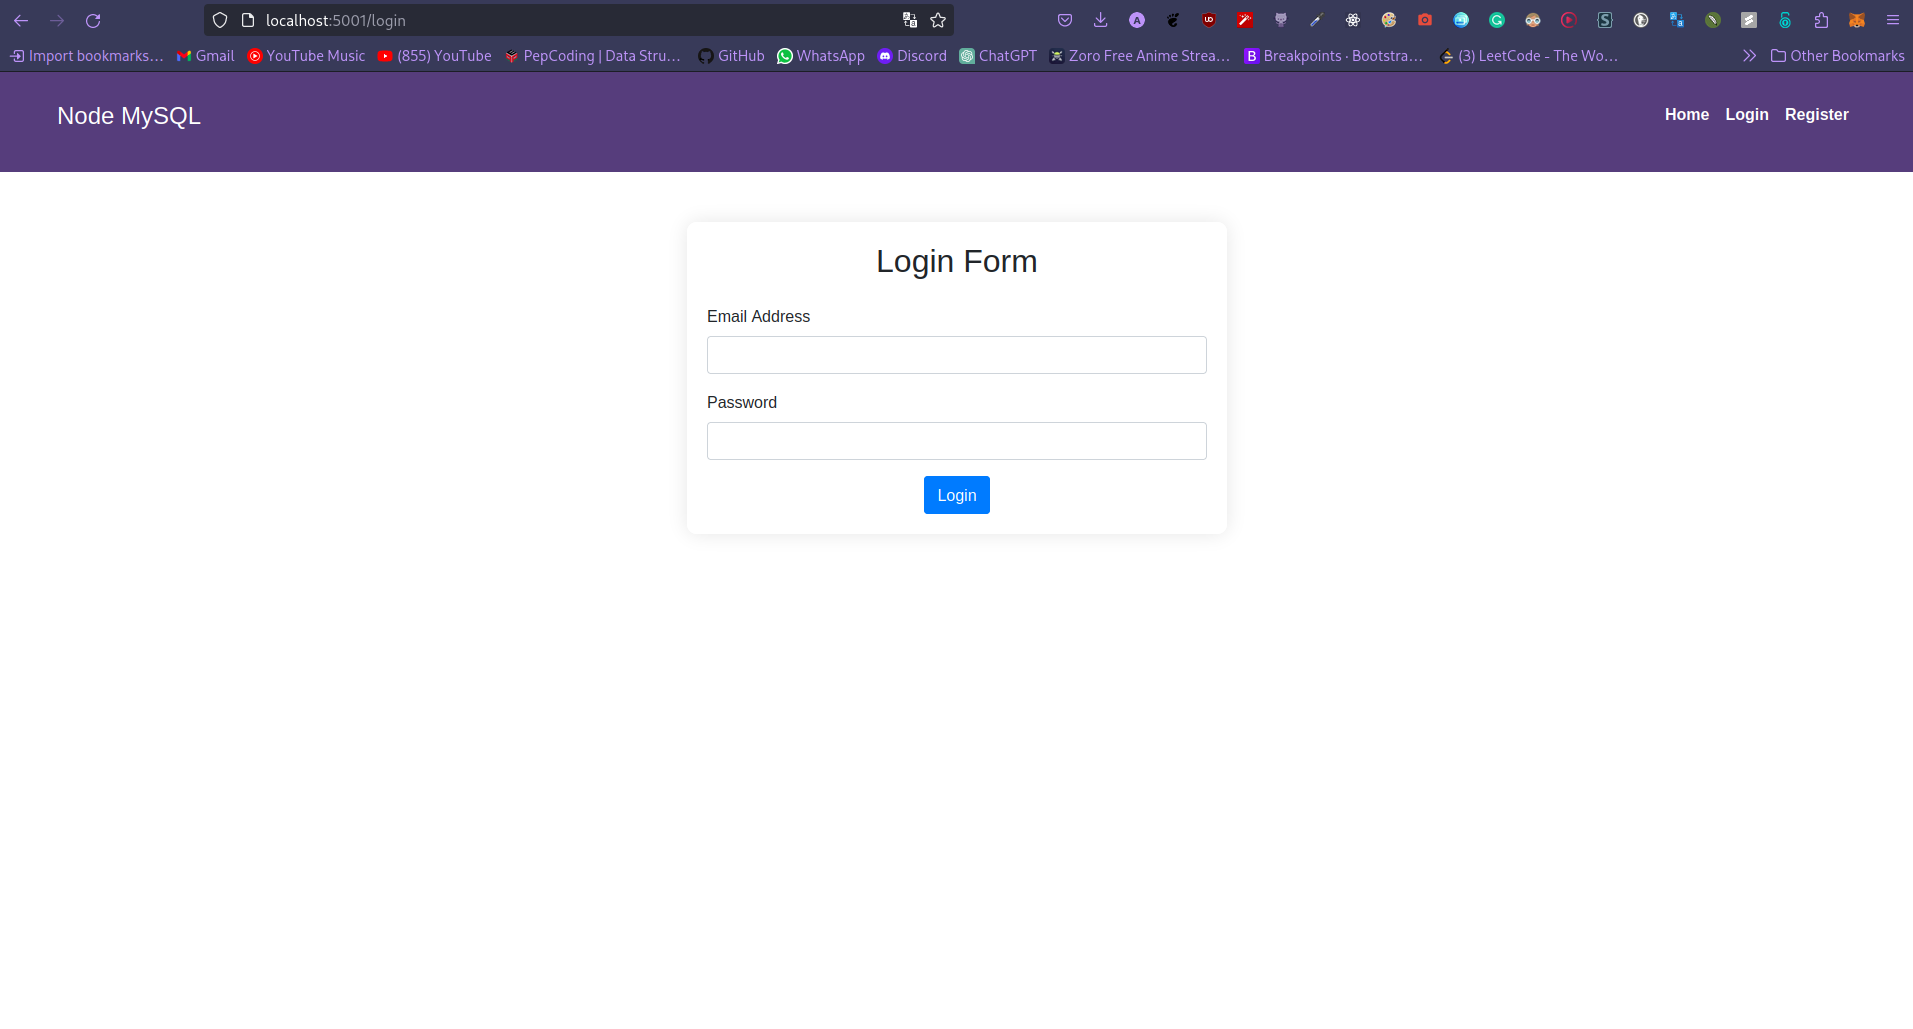 localhost:5001/login
Import bookmarks… Gmail YouTube Music (855) YouTube PepCoding | Data Stru… GitHub WhatsApp Discord ChatGPT Zoro Free Anime Strea… B Breakpoints · Bootstra… (3) LeetCode - The Wo… Other Bookmarks
Node MySQL Home Login Register
Login Form
Email Address
Password
Login